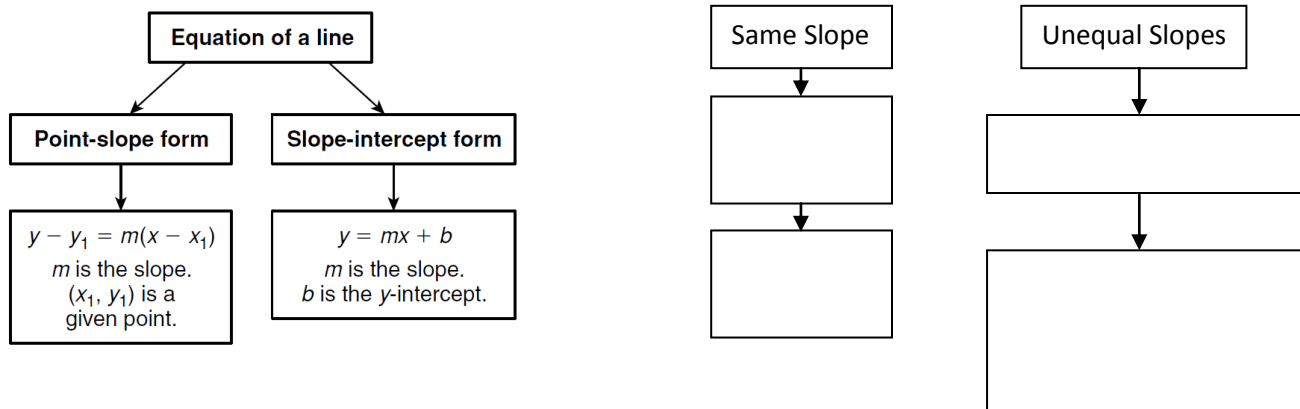 Equation of a line
Point-slope form
Slope-intercept form
y − y₁ = m(x − x₁)
m is the slope.
(x₁, y₁) is a
given point.
y = mx + b
m is the slope.
b is the y-intercept.
Same Slope
Unequal Slopes